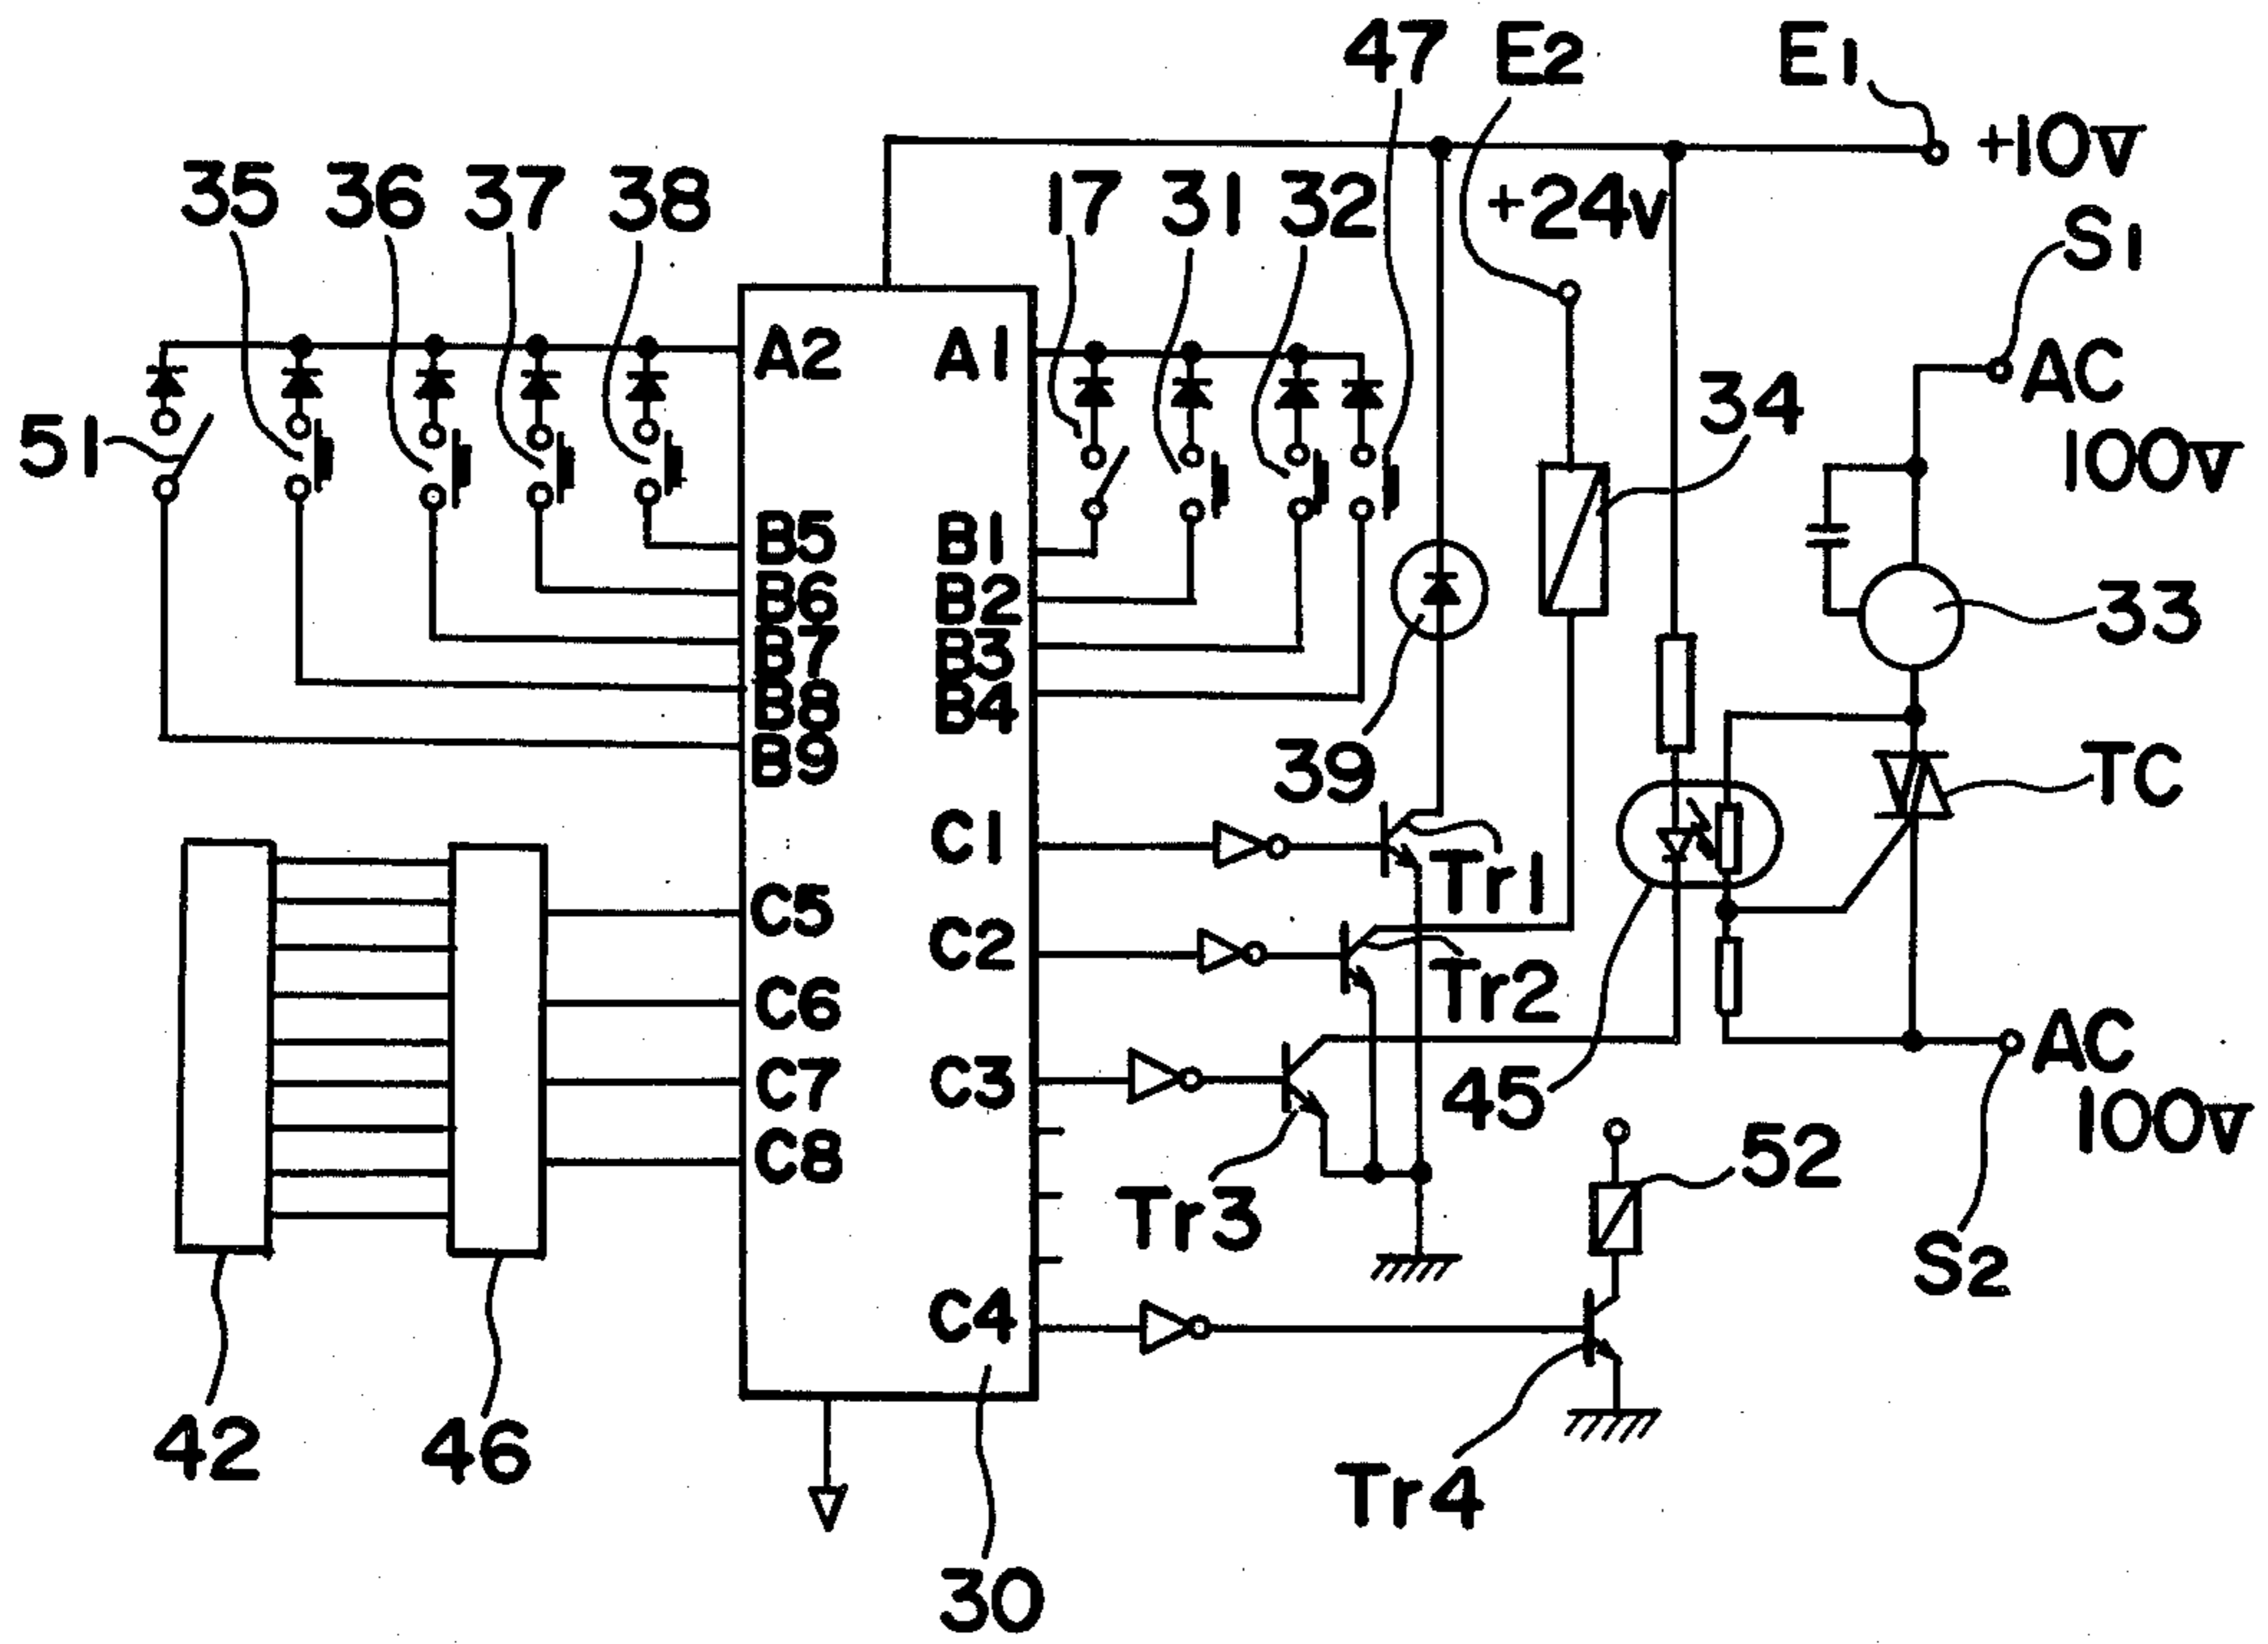 47 E2 E1
+10v
35 36 37 38 17 31 32 +24v S1
A2 A1 AC
100v
34
51
B5 B1
B6 B2 33
B7 B3
B8 B4
B9 39 TC
C1 Tr1
C5 C2
Tr2
C6
C7 C3 45 AC
100v
C8 52
Tr3 S2
C4
42 46 Tr4
30